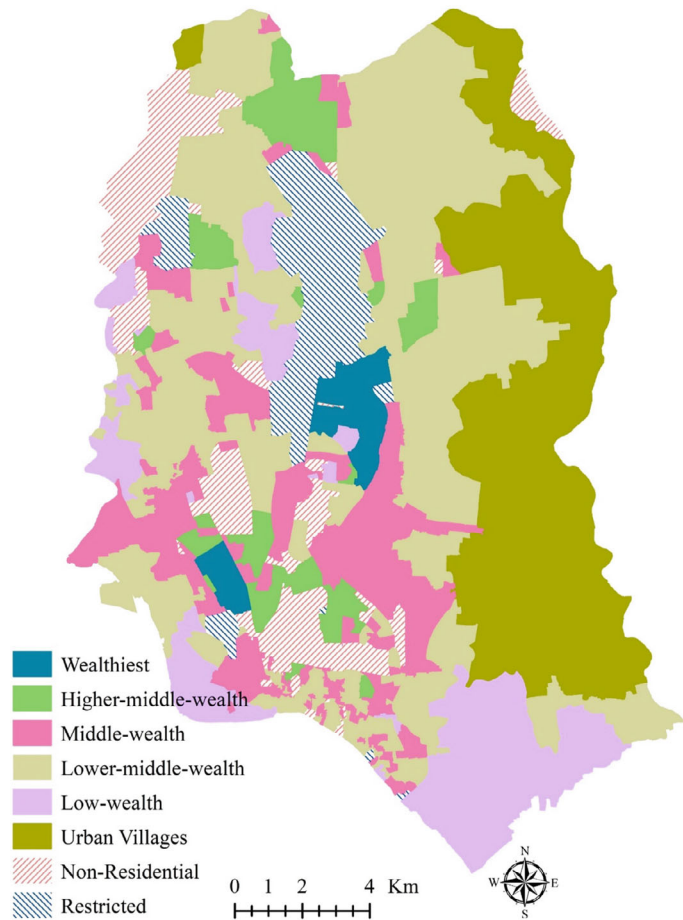 Wealthiest
Higher-middle-wealth
Middle-wealth
Lower-middle-wealth
Low-wealth
Urban Villages
Non-Residential
Restricted
0 2 4 Km
N
W E
S